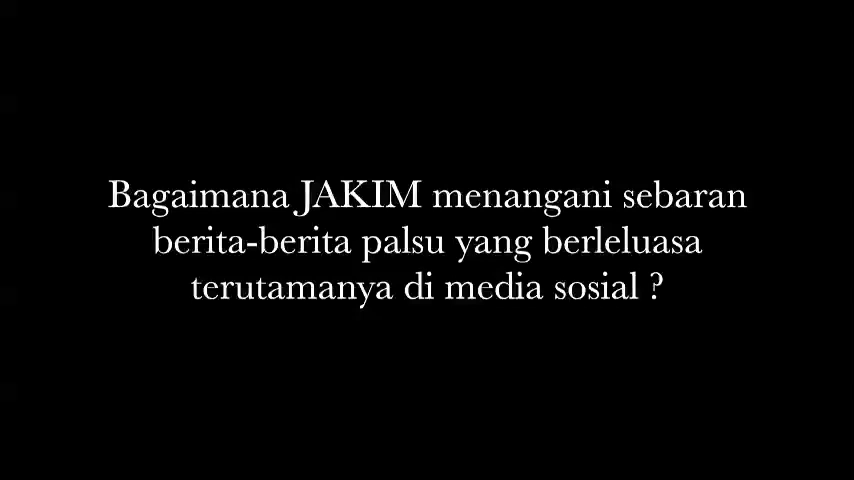 Bagaimana JAKIM menangani sebaran
berita-berita palsu yang berleluasa
terutamanya di media sosial ?